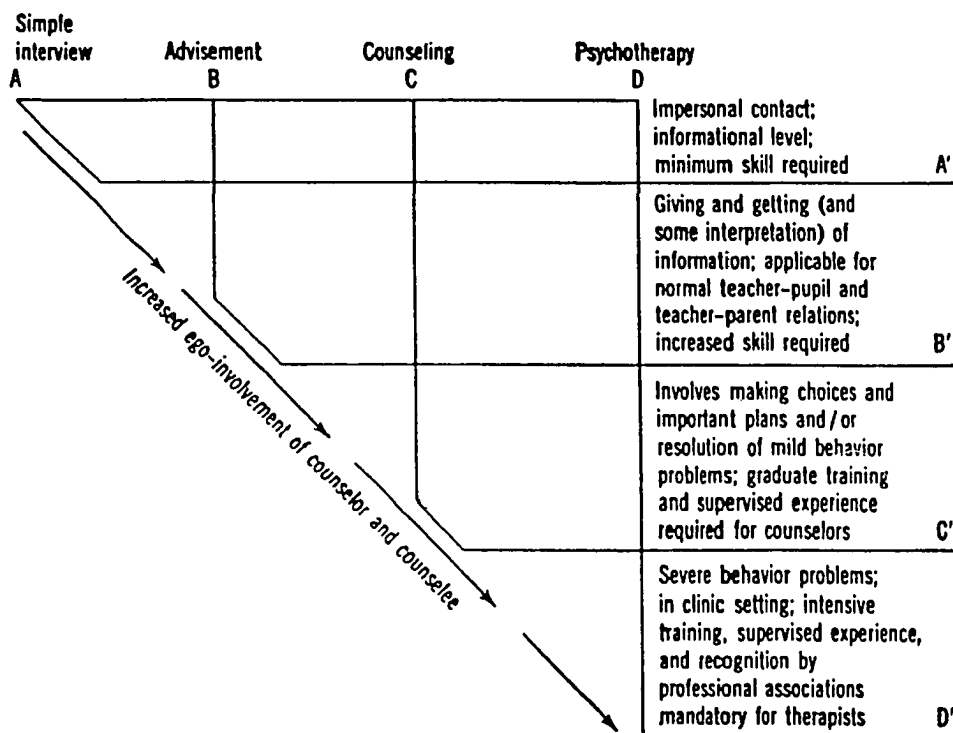 Simple
interview
Advisement
Counseling
Psychotherapy
A
B
C
D
Impersonal contact;
informational level;
minimum skill required A'
Giving and getting (and
some interpretation) of
information; applicable for
normal teacher-pupil and
teacher-parent relations;
increased skill required B'
Involves making choices and
important plans and/or
resolution of mild behavior
problems; graduate training
and supervised experience
required for counselors C'
Severe behavior problems;
in clinic setting; intensive
training, supervised experience,
and recognition by
professional associations
mandatory for therapists D'
Increased ego-involvement of counselor and counselee